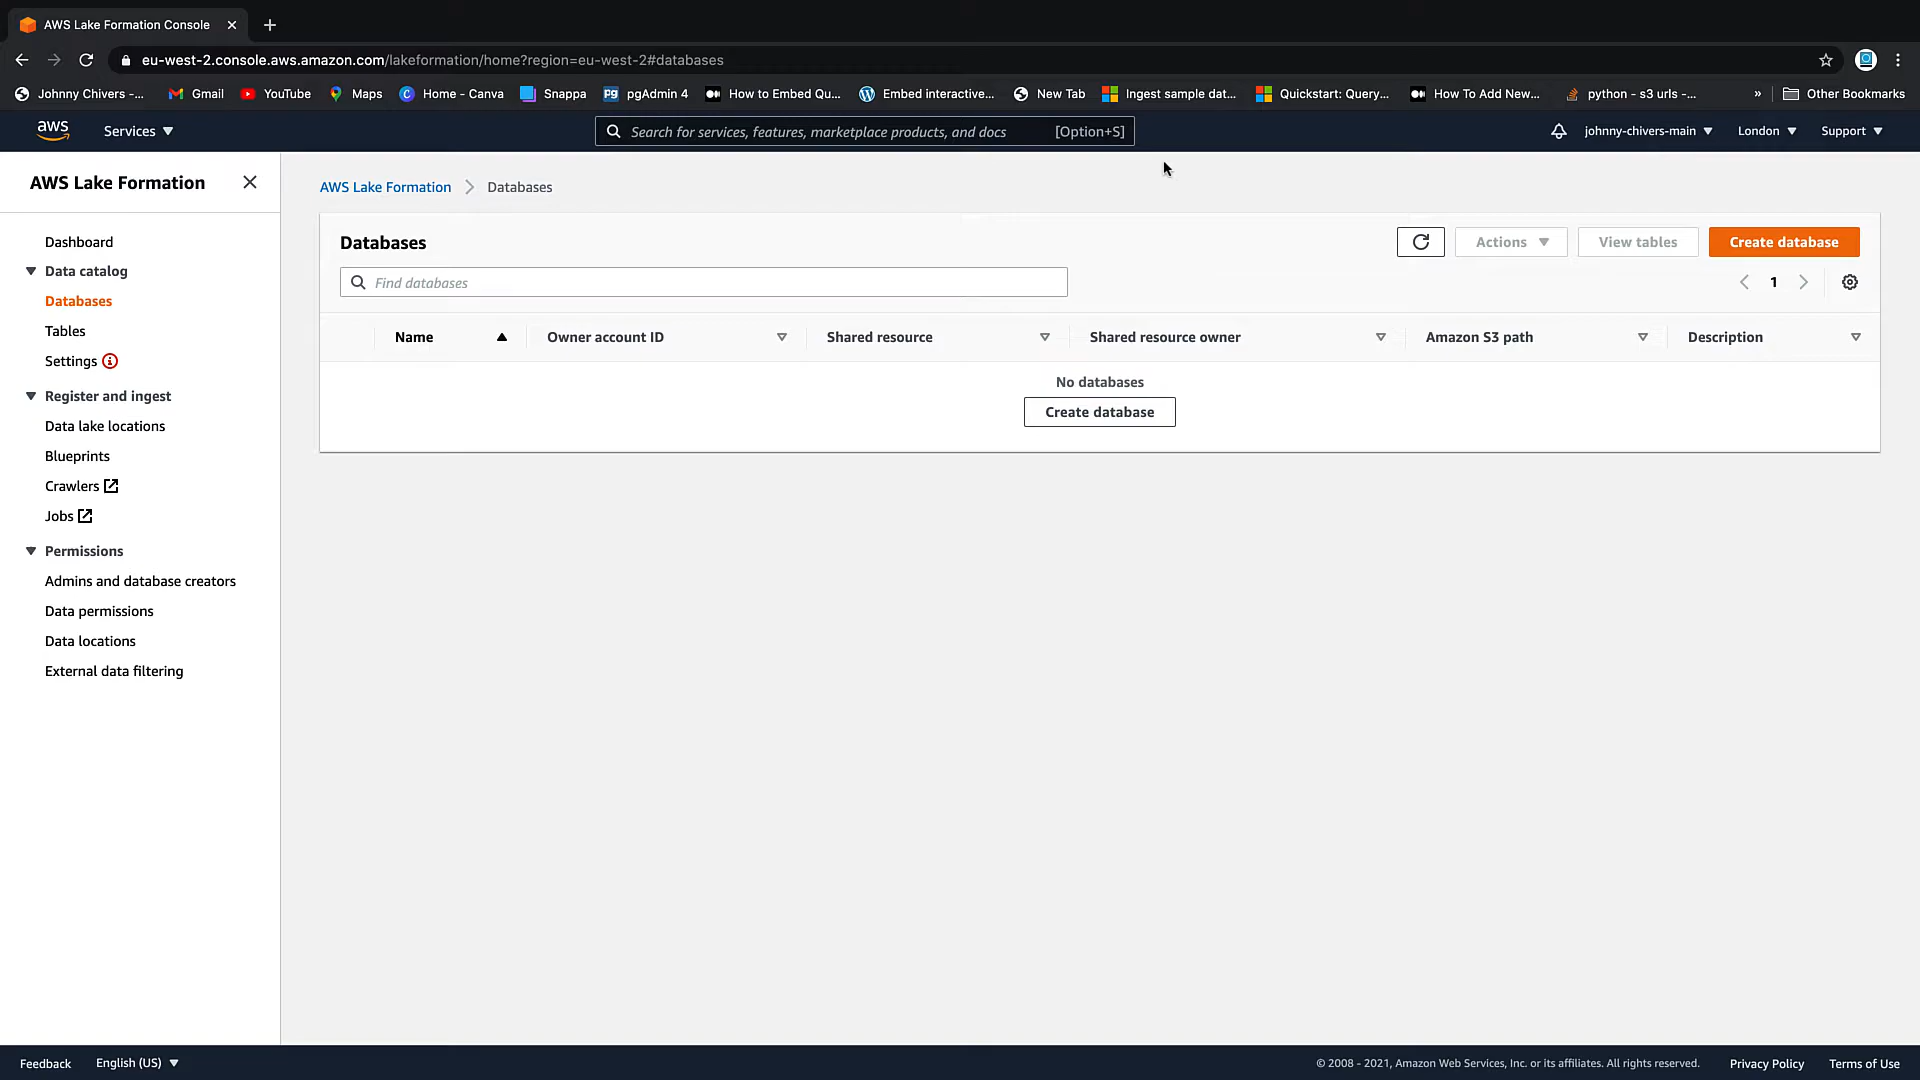 AWS Lake Formation Console
eu-west-2.console.aws.amazon.com/lakeformation/home?region=eu-west-2#databases
Johnny Chivers -... Gmail YouTube Maps Home - Canva Snappa pgAdmin 4 How to Embed Qu... Embed interactive... New Tab Ingest sample dat... Quickstart: Query... How To Add New... python - s3 urls -... » Other Bookmarks
aws Services Search for services, features, marketplace products, and docs [Option+S] johnny-chivers-main London Support
AWS Lake Formation
Dashboard
Data catalog
Databases
Tables
Settings
Register and ingest
Data lake locations
Blueprints
Crawlers
Jobs
Permissions
Admins and database creators
Data permissions
Data locations
External data filtering
AWS Lake Formation > Databases
Databases
Actions View tables Create database
Find databases
1
Name Owner account ID Shared resource Shared resource owner Amazon S3 path Description
No databases
Create database
Feedback English (US) © 2008 - 2021, Amazon Web Services, Inc. or its affiliates. All rights reserved. Privacy Policy Terms of Use